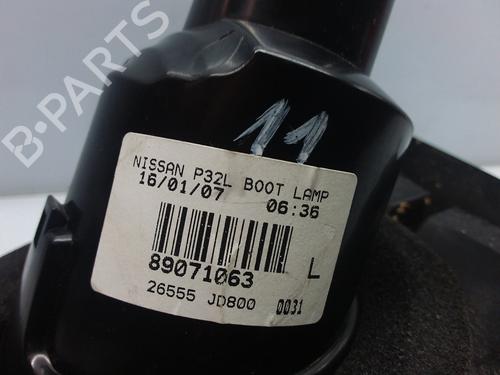 B-PARTS
11
NISSAN P32L BOOT LAMP
16/01/07 06:36
89071063 L
26555 JD800 0031